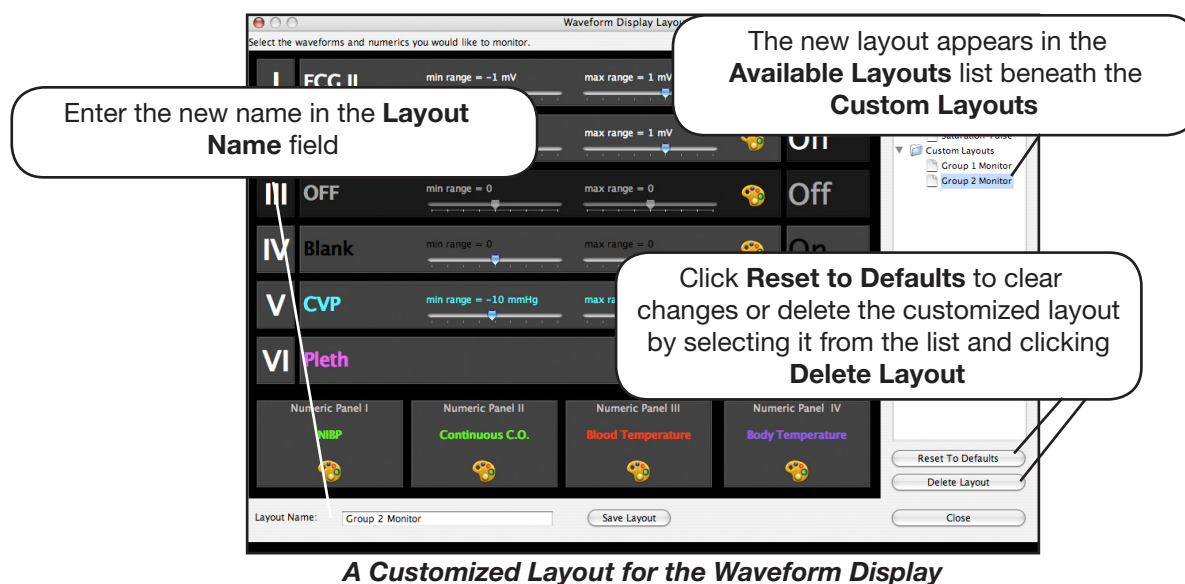 Waveform Display Layou
Select the waveforms and numerics you would like to monitor.
The new layout appears in the
Available Layouts list beneath the
Custom Layouts
Enter the new name in the Layout
Name field
I ECG II min range = -1 mV max range = 1 mV
max range = 1 mV Off
Saturation Pulse
Custom Layouts
Group 1 Monitor
Group 2 Monitor
III OFF min range = 0 max range = 0 Off
IV Blank min range = 0 max range = 0 On
Click Reset to Defaults to clear
changes or delete the customized layout
by selecting it from the list and clicking
Delete Layout
V CVP min range = -10 mmHg max ra
VI Pleth
Numeric Panel I Numeric Panel II Numeric Panel III Numeric Panel IV
NIBP Continuous C.O. Blood Temperature Body Temperature
Reset To Defaults
Delete Layout
Layout Name: Group 2 Monitor Save Layout Close
A Customized Layout for the Waveform Display